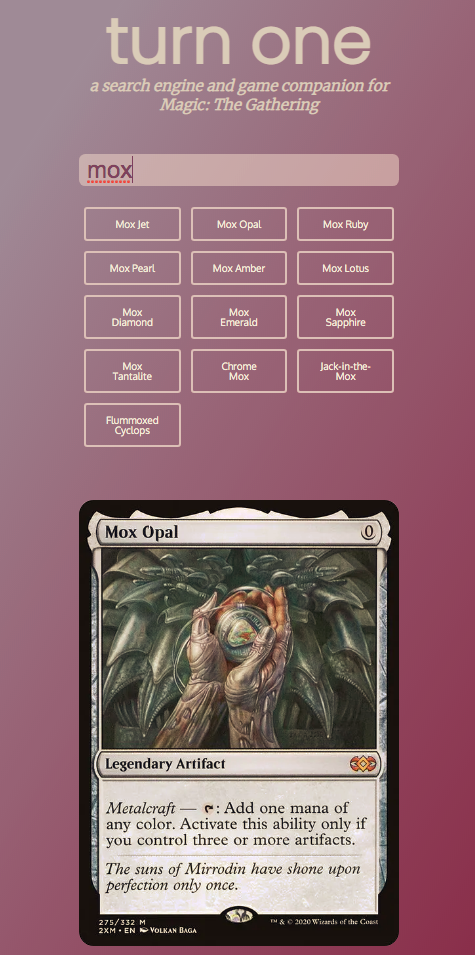 turn one
a search engine and game companion for
Magic: The Gathering
mox
Mox Jet
Mox Opal
Mox Ruby
Mox Pearl
Mox Amber
Mox Lotus
Mox
Diamond
Mox
Emerald
Mox
Sapphire
Mox
Tantalite
Chrome
Mox
Jack-in-the-
Mox
Flummoxed
Cyclops
Mox Opal 0
Legendary Artifact
Metalcraft — : Add one mana of
any color. Activate this ability only if
you control three or more artifacts.
The suns of Mirrodin have shone upon
perfection only once.
275/332 M
2XM • EN Volkan Baga
™ & © 2020 Wizards of the Coast